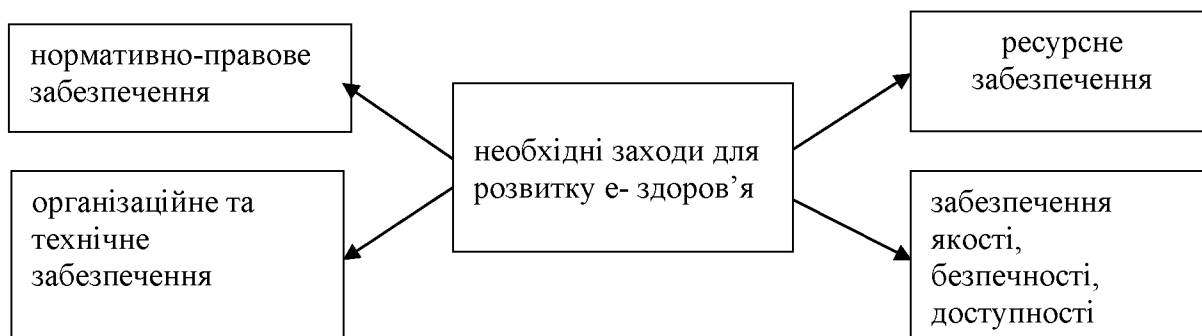 нормативно-правове
забезпечення
ресурсне
забезпечення
необхідні заходи для
розвитку е- здоров’я
організаційне та
технічне
забезпечення
забезпечення
якості,
безпечності,
доступності